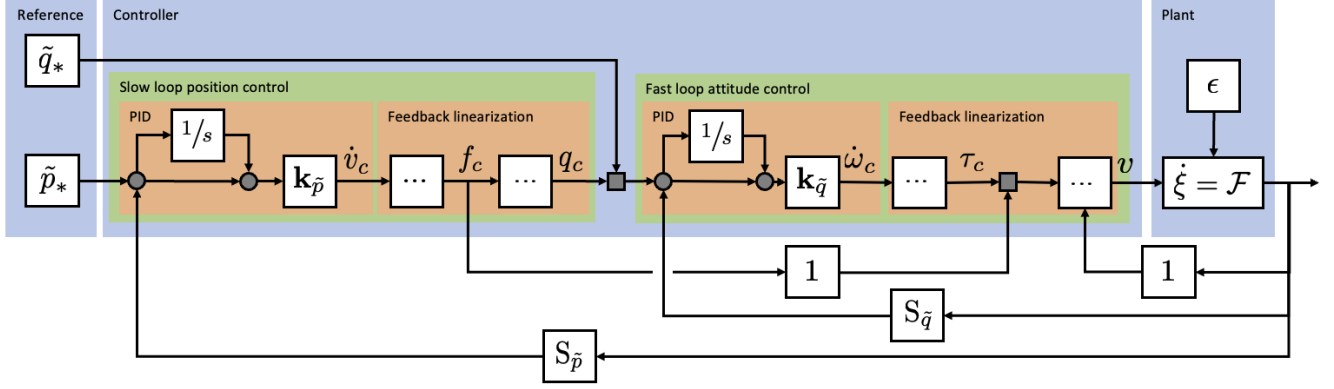 Reference
Controller
Plant
q̃*
Slow loop position control
Fast loop attitude control
ϵ
PID
Feedback linearization
PID
Feedback linearization
1/s
1/s
p̃*
k_p̃
v̇_c
...
f_c
...
q_c
k_q̃
ω̇_c
...
τ_c
...
v
ξ̇ = ℱ
1
1
S_q̃
S_p̃